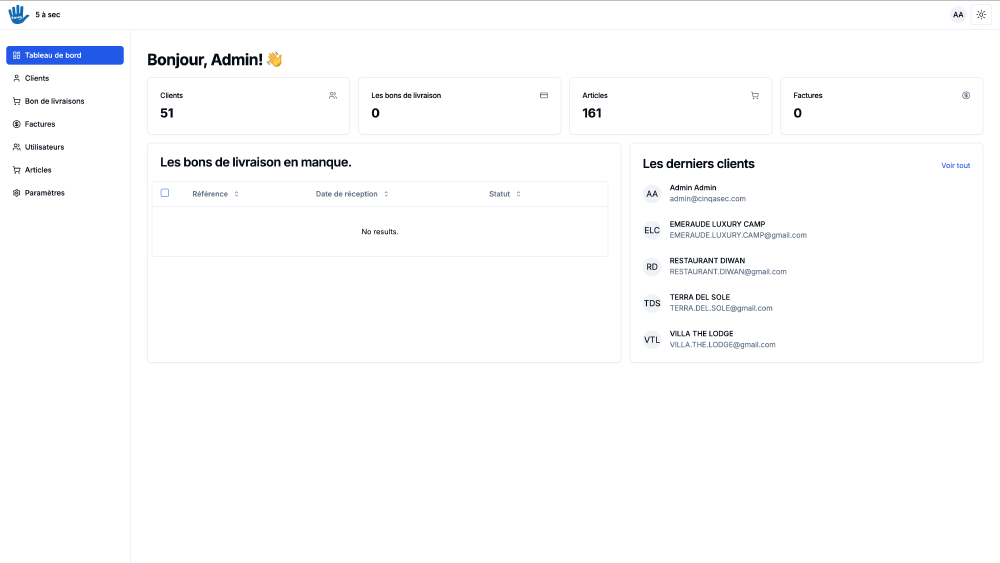 5 à sec
AA
Tableau de bord
Clients
Bon de livraisons
Factures
Utilisateurs
Articles
Paramètres
Bonjour, Admin! 👋
Clients
51
Les bons de livraison
0
Articles
161
Factures
0
Les bons de livraison en manque.
Référence
Date de réception
Statut
No results.
Les derniers clients
Voir tout
AA
Admin Admin
admin@cinqasec.com
ELC
EMERAUDE LUXURY CAMP
EMERAUDE.LUXURY.CAMP@gmail.com
RD
RESTAURANT DIWAN
RESTAURANT.DIWAN@gmail.com
TDS
TERRA DEL SOLE
TERRA.DEL.SOLE@gmail.com
VTL
VILLA THE LODGE
VILLA.THE.LODGE@gmail.com